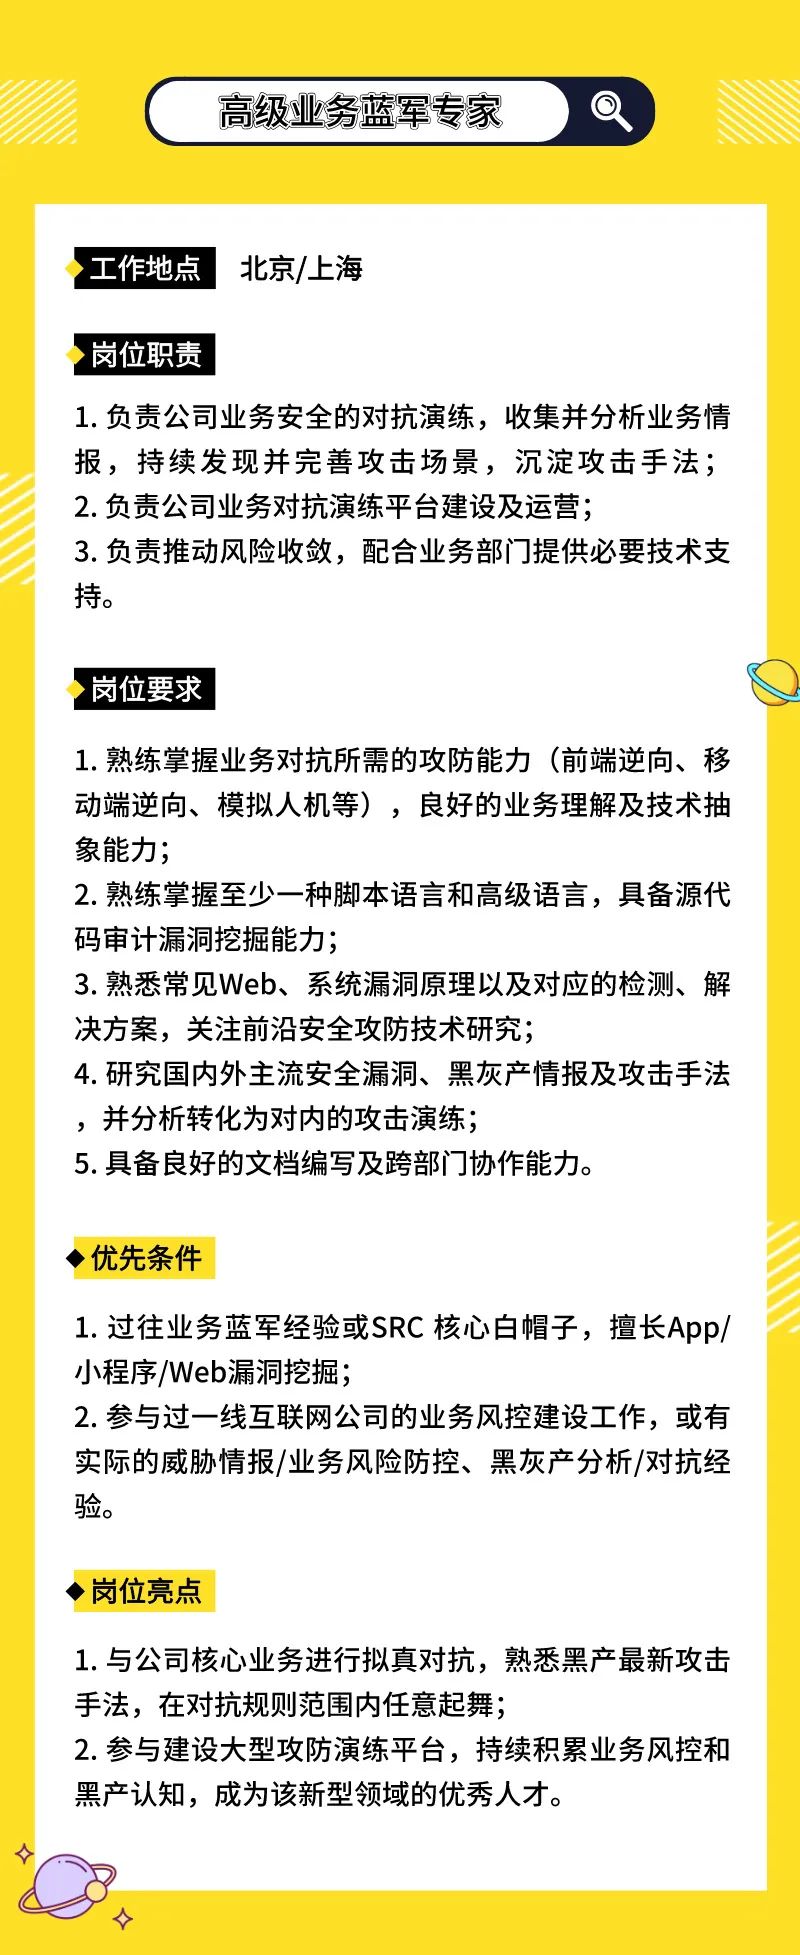 高级业务蓝军专家
工作地点 北京/上海
岗位职责
1. 负责公司业务安全的对抗演练，收集并分析业务情
报，持续发现并完善攻击场景，沉淀攻击手法；
2. 负责公司业务对抗演练平台建设及运营；
3. 负责推动风险收敛，配合业务部门提供必要技术支
持。
岗位要求
1. 熟练掌握业务对抗所需的攻防能力（前端逆向、移
动端逆向、模拟人机等），良好的业务理解及技术抽
象能力；
2. 熟练掌握至少一种脚本语言和高级语言，具备源代
码审计漏洞挖掘能力；
3. 熟悉常见Web、系统漏洞原理以及对应的检测、解
决方案，关注前沿安全攻防技术研究；
4. 研究国内外主流安全漏洞、黑灰产情报及攻击手法
，并分析转化为对内的攻击演练；
5. 具备良好的文档编写及跨部门协作能力。
优先条件
1. 过往业务蓝军经验或SRC 核心白帽子，擅长App/
小程序/Web漏洞挖掘；
2. 参与过一线互联网公司的业务风控建设工作，或有
实际的威胁情报/业务风险防控、黑灰产分析/对抗经
验。
岗位亮点
1. 与公司核心业务进行拟真对抗，熟悉黑产最新攻击
手法，在对抗规则范围内任意起舞；
2. 参与建设大型攻防演练平台，持续积累业务风控和
黑产认知，成为该新型领域的优秀人才。